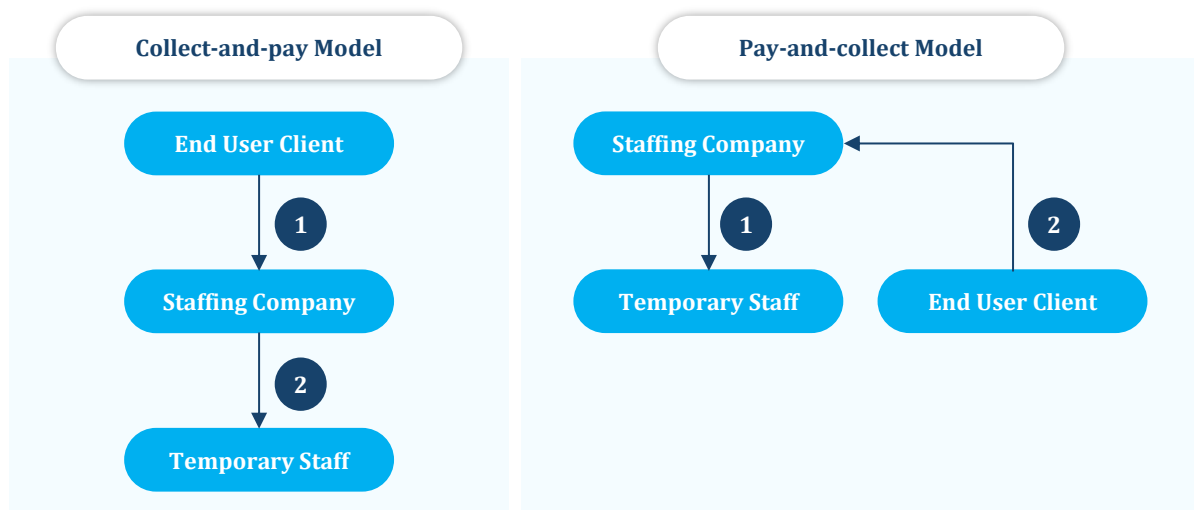 Collect-and-pay Model
End User Client
1
Staffing Company
2
Temporary Staff
Pay-and-collect Model
Staffing Company
1
2
Temporary Staff
End User Client